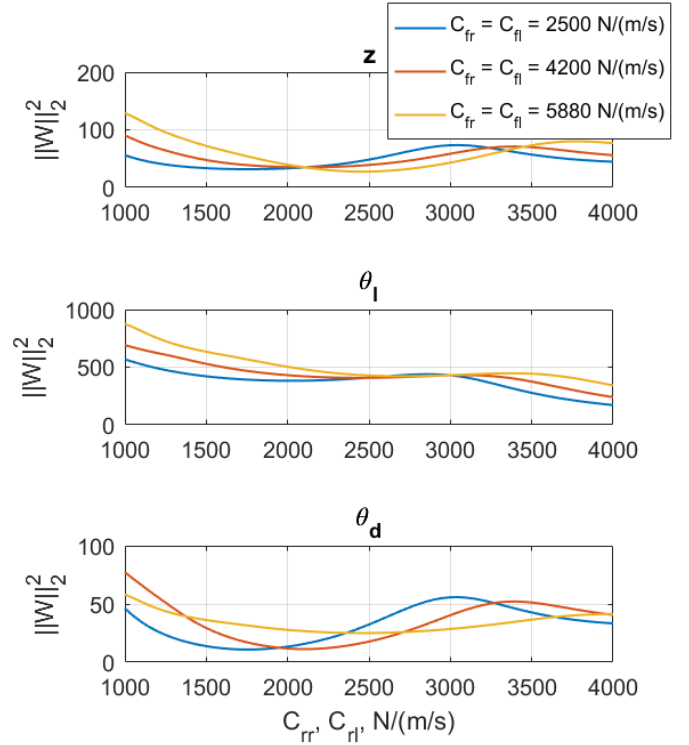 C_fr = C_fl = 2500 N/(m/s)
C_fr = C_fl = 4200 N/(m/s)
C_fr = C_fl = 5880 N/(m/s)
z
200
100
0
||W||_2^2
1000 1500 2000 2500 3000 3500 4000
θ_l
1000
500
0
||W||_2^2
1000 1500 2000 2500 3000 3500 4000
θ_d
100
50
0
||W||_2^2
1000 1500 2000 2500 3000 3500 4000
C_rr, C_rl, N/(m/s)